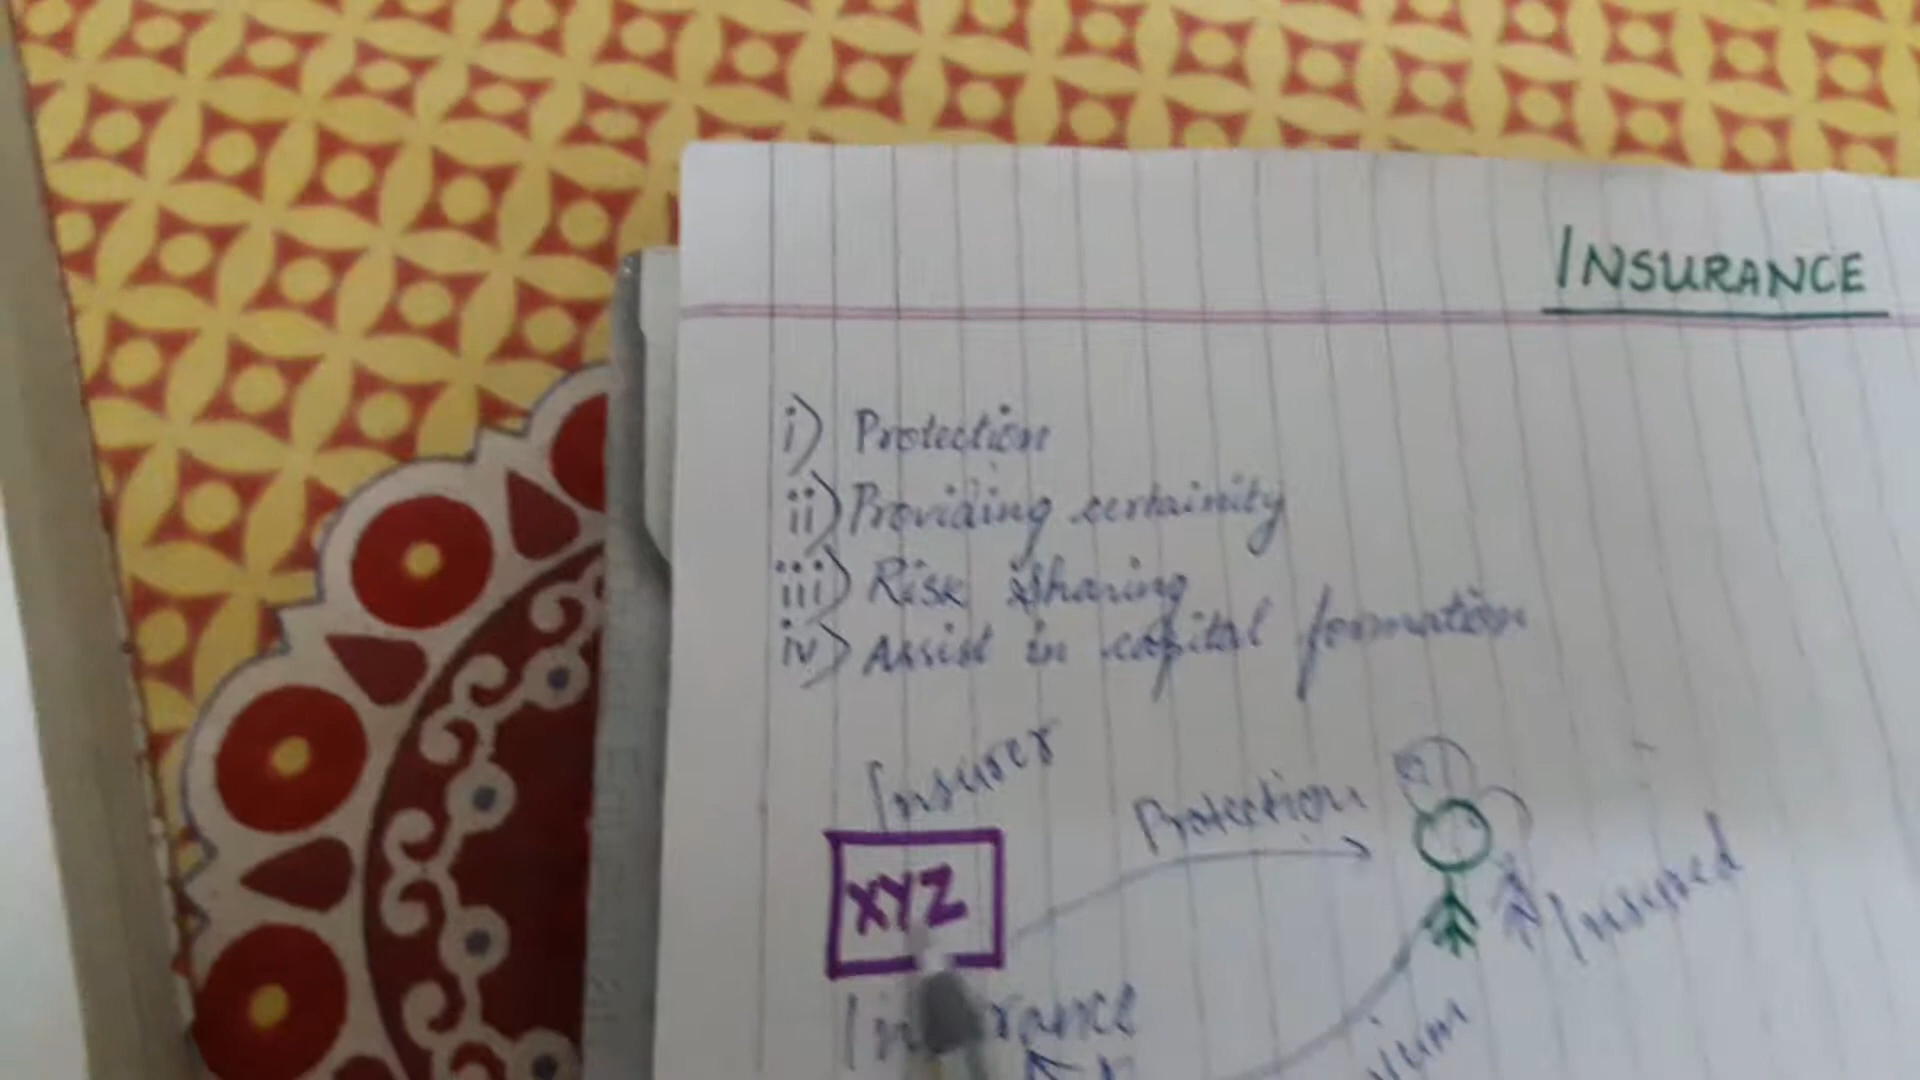 INSURANCE
i) Protection
ii) Providing certainity
iii) Risk sharing
iv) Assist in capital formation
Insurer
Protection
XYZ
Insured